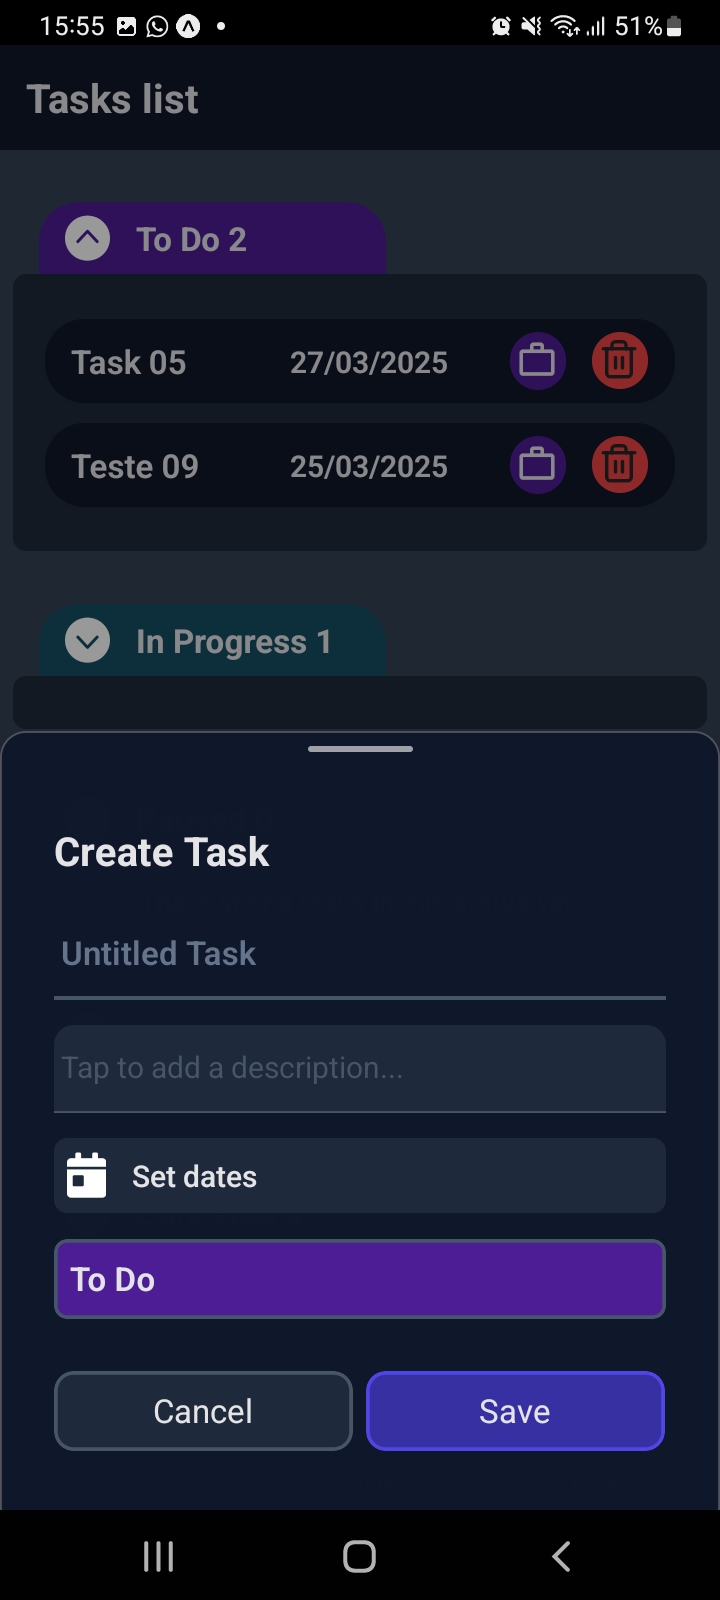 15:55 51%
Tasks list
To Do 2
Task 05 27/03/2025
Teste 09 25/03/2025
In Progress 1
Create Task
Untitled Task
Tap to add a description...
Set dates
To Do
Cancel Save